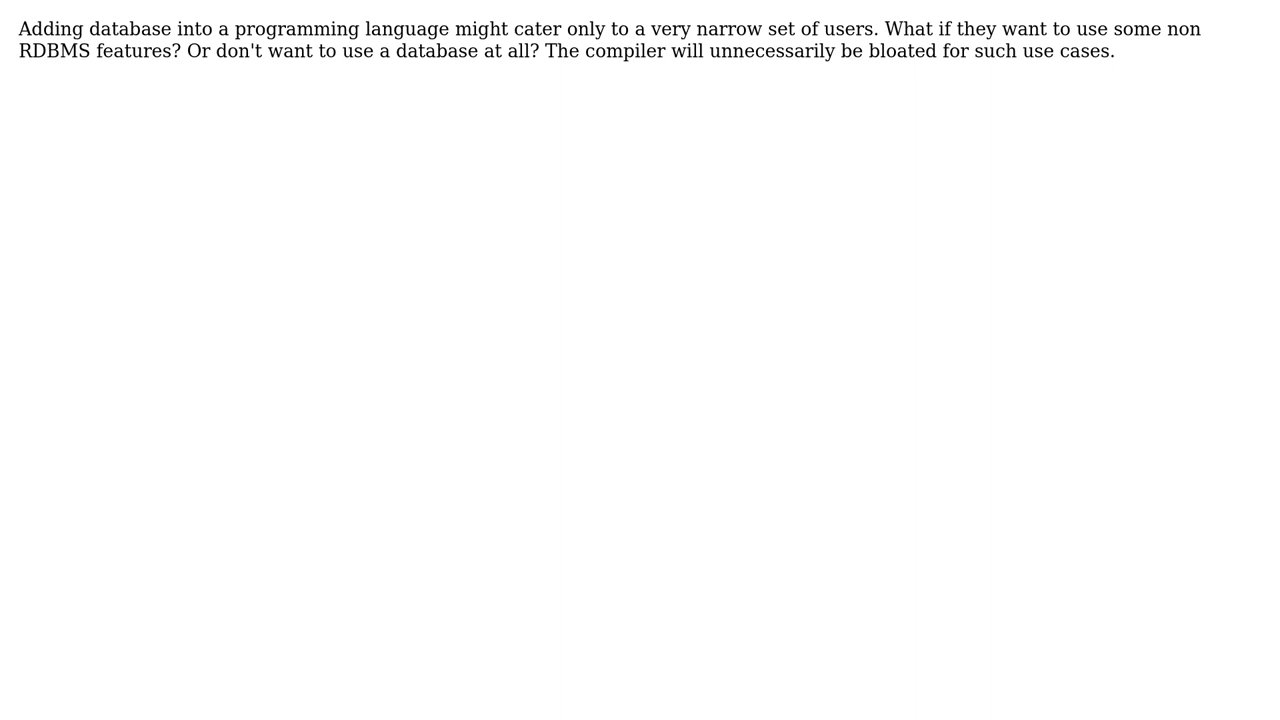 Adding database into a programming language might cater only to a very narrow set of users. What if they want to use some non
RDBMS features? Or don't want to use a database at all? The compiler will unnecessarily be bloated for such use cases.